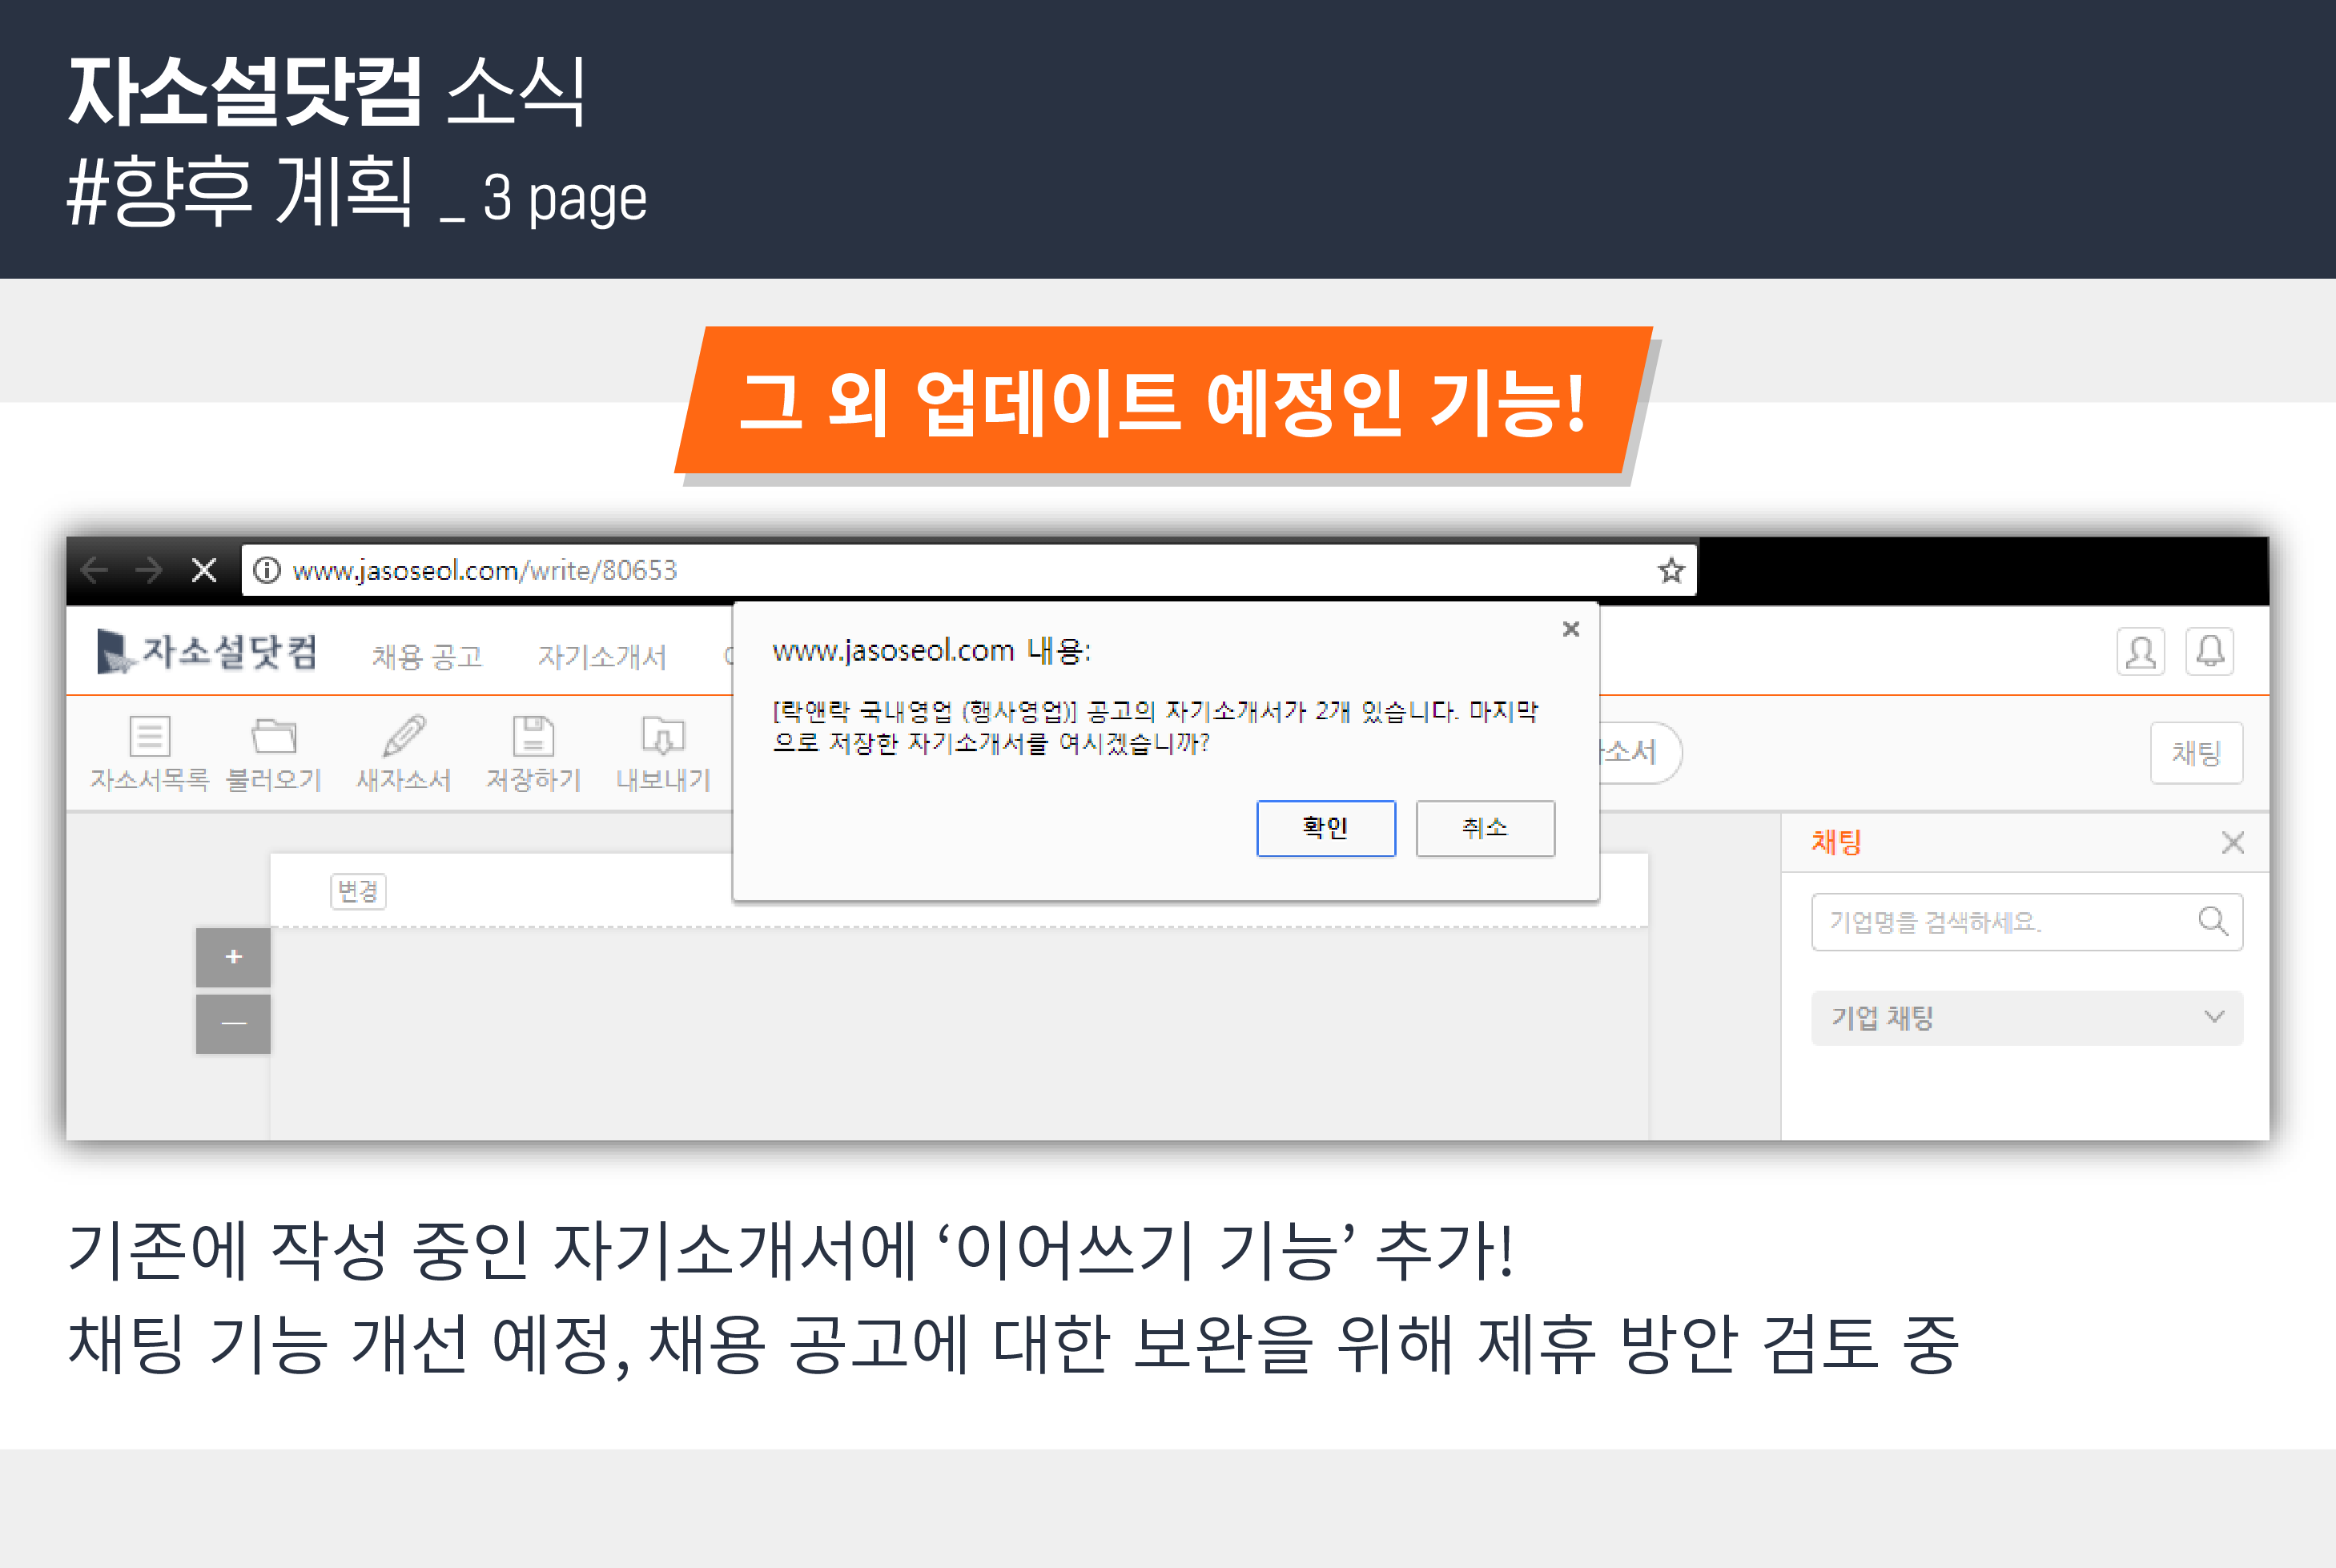 자소설닷컴 소식
#향후 계획 _ 3 page
그 외 업데이트 예정인 기능!
www.jasoseol.com/write/80653
자소설닷컴 채용 공고 자기소개서
www.jasoseol.com 내용:
[락앤락 국내영업 (행사영업)] 공고의 자기소개서가 2개 있습니다. 마지막
으로 저장한 자기소개서를 여시겠습니까?
확인 취소
자소서목록 불러오기 새자소서 저장하기 내보내기
소서
채팅
변경
+
—
채팅
기업명을 검색하세요.
기업 채팅
기존에 작성 중인 자기소개서에 ‘이어쓰기 기능’ 추가!
채팅 기능 개선 예정, 채용 공고에 대한 보완을 위해 제휴 방안 검토 중